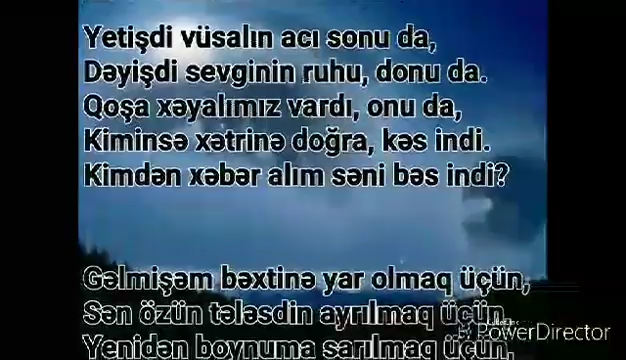 Yetişdi vüsalın acı sonu da,
Dəyişdi sevginin ruhu, donu da.
Qoşa xəyalımız vardı, onu da,
Kiminsə xətrinə doğra, kəs indi.
Kimdən xəbər alım səni bəs indi?
Gəlmişəm bəxtinə yar olmaq üçün,
Sən özün tələsdin ayrılmaq üçün,
Yenidən boynuma sarılmaq üçün
PowerDirector